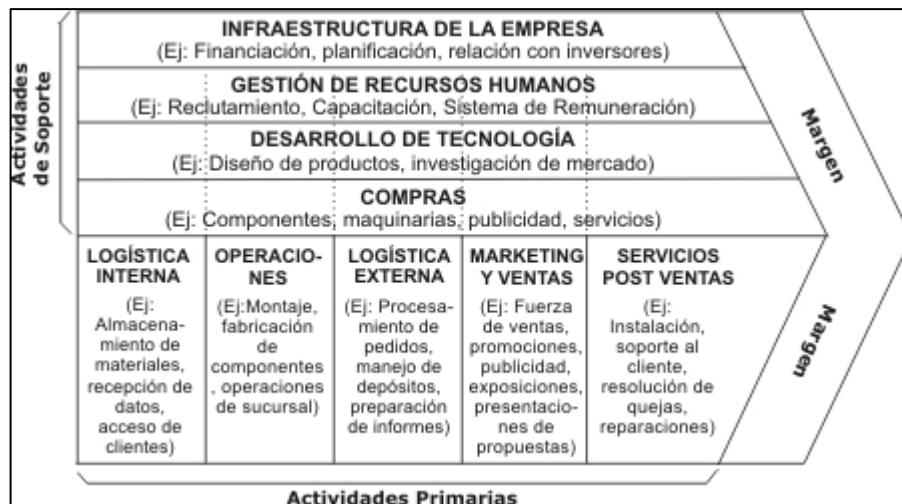 Actividades
de Soporte
INFRAESTRUCTURA DE LA EMPRESA
(Ej: Financiación, planificación, relación con inversores)
GESTIÓN DE RECURSOS HUMANOS
(Ej: Reclutamiento, Capacitación, Sistema de Remuneración)
DESARROLLO DE TECNOLOGÍA
(Ej: Diseño de productos, investigación de mercado)
COMPRAS
(Ej: Componentes, maquinarias, publicidad, servicios)
Margen
LOGÍSTICA
INTERNA
(Ej:
Almacena-
miento de
materiales,
recepción de
datos,
acceso de
clientes)
OPERACIO-
NES
(Ej:Montaje,
fabricación
de
componentes
, operaciones
de sucursal)
LOGÍSTICA
EXTERNA
(Ej: Procesa-
miento de
pedidos,
manejo de
depósitos,
preparación
de informes)
MARKETING
Y VENTAS
(Ej: Fuerza
de ventas,
promociones,
publicidad,
exposiciones,
presentacio-
nes de
propuestas)
SERVICIOS
POST VENTAS
(Ej:
Instalación,
soporte al
cliente,
resolución de
quejas,
reparaciones)
Margen
Actividades Primarias